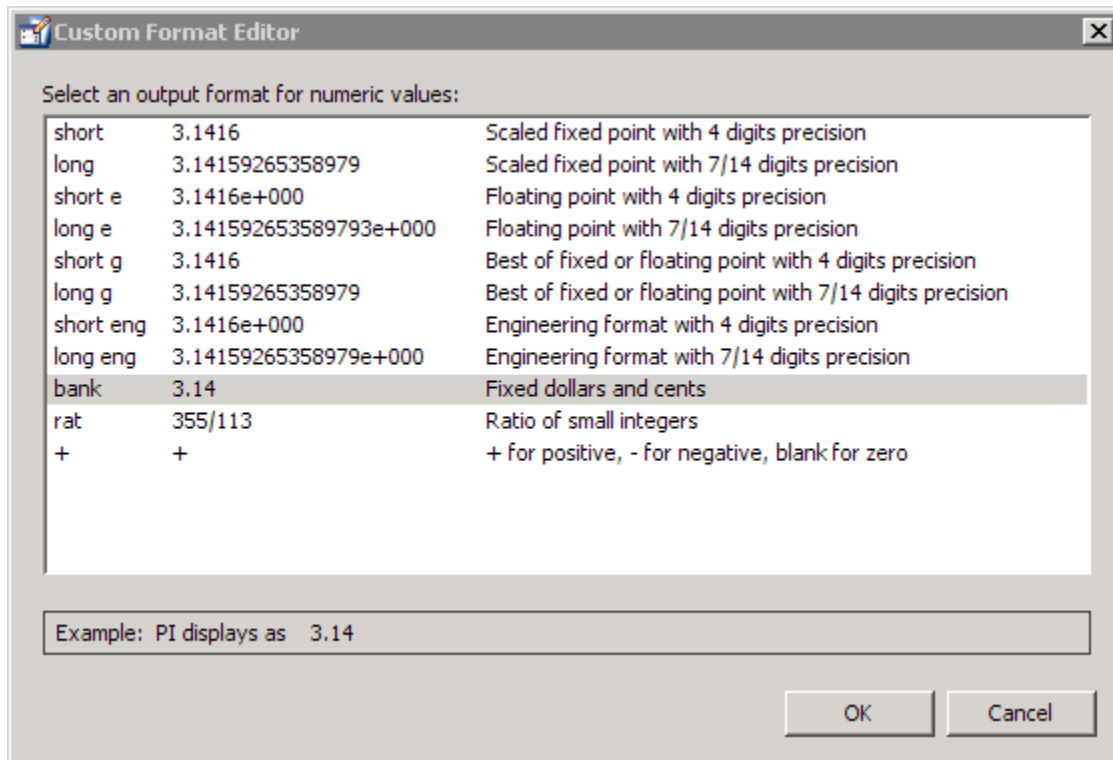 Custom Format Editor
Select an output format for numeric values:
short 3.1416 Scaled fixed point with 4 digits precision
long 3.14159265358979 Scaled fixed point with 7/14 digits precision
short e 3.1416e+000 Floating point with 4 digits precision
long e 3.141592653589793e+000 Floating point with 7/14 digits precision
short g 3.1416 Best of fixed or floating point with 4 digits precision
long g 3.14159265358979 Best of fixed or floating point with 7/14 digits precision
short eng 3.1416e+000 Engineering format with 4 digits precision
long eng 3.14159265358979e+000 Engineering format with 7/14 digits precision
bank 3.14 Fixed dollars and cents
rat 355/113 Ratio of small integers
+ + + for positive, - for negative, blank for zero
Example: PI displays as 3.14
OK Cancel